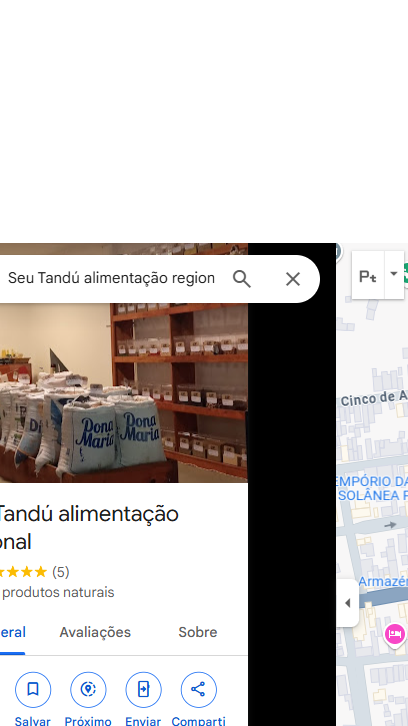 Seu Tandú alimentação region
Pt
Cinco de A
Dona
Maria
Dona
Maria
EMPÓRIO DA
SOLÂNEA P
Tandú alimentação
onal
(5)
produtos naturais
Armazém
eral
Avaliações
Sobre
Salvar
Próximo
Enviar
Comparti